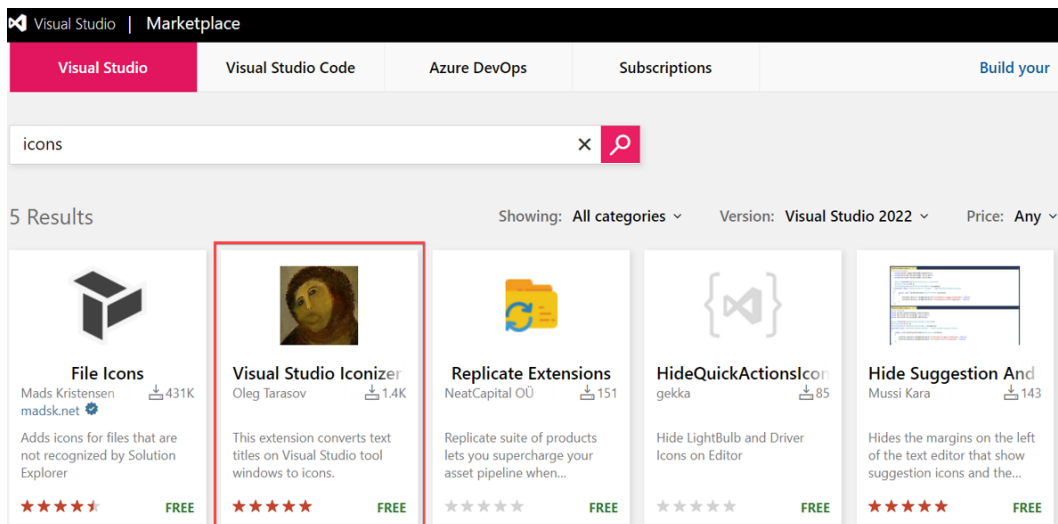 Visual Studio | Marketplace
Visual Studio Visual Studio Code Azure DevOps Subscriptions Build your
icons
5 Results Showing: All categories Version: Visual Studio 2022 Price: Any
File Icons
Mads Kristensen 431K
madsk.net
Adds icons for files that are
not recognized by Solution
Explorer
FREE
Visual Studio Iconizer
Oleg Tarasov 1.4K
This extension converts text
titles on Visual Studio tool
windows to icons.
FREE
Replicate Extensions
NeatCapital OÜ 151
Replicate suite of products
lets you supercharge your
asset pipeline when...
FREE
HideQuickActionsIcon
gekka 85
Hide LightBulb and Driver
Icons on Editor
FREE
Hide Suggestion And
Mussi Kara 143
Hides the margins on the left
of the text editor that show
suggestion icons and the...
FREE